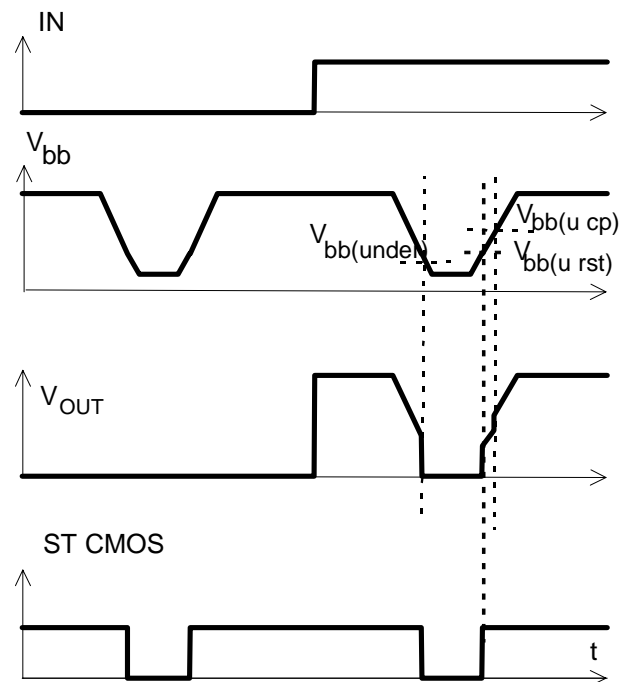 IN
Vbb
Vbb(u cp)
Vbb(under)
Vbb(u rst)
VOUT
ST CMOS
t